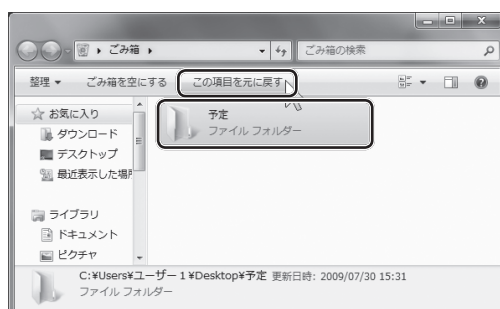 ごみ箱
ごみ箱の検索
整理
ごみ箱を空にする
この項目を元に戻す
お気に入り
ダウンロード
デスクトップ
最近表示した場所
ライブラリ
ドキュメント
ピクチャ
予定
ファイル フォルダー
C:¥Users¥ユーザー1¥Desktop¥予定 更新日時: 2009/07/30 15:31
ファイル フォルダー